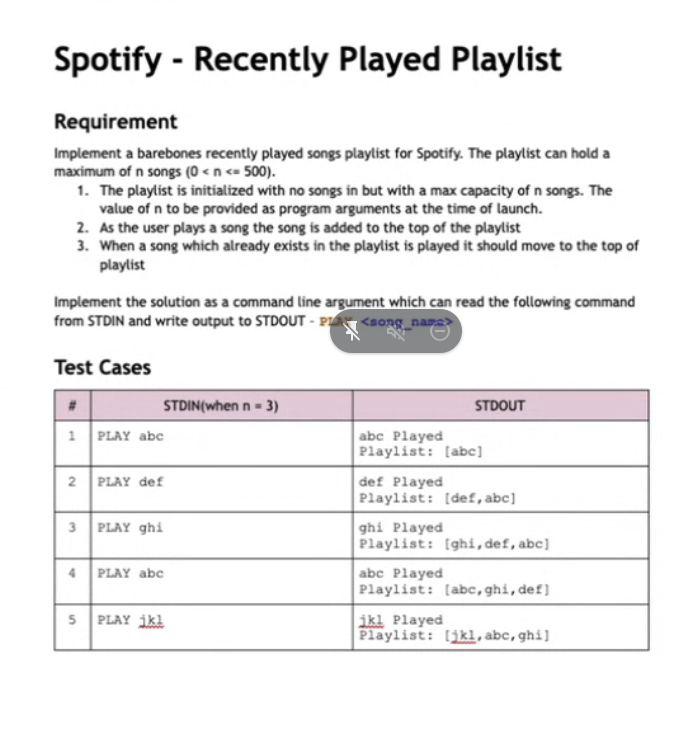 Spotify - Recently Played Playlist
Requirement
Implement a barebones recently played songs playlist for Spotify. The playlist can hold a
maximum of n songs (0 < n <= 500).
1. The playlist is initialized with no songs in but with a max capacity of n songs. The
value of n to be provided as program arguments at the time of launch.
2. As the user plays a song the song is added to the top of the playlist
3. When a song which already exists in the playlist is played it should move to the top of
playlist
Implement the solution as a command line argument which can read the following command
from STDIN and write output to STDOUT - PLAY <song_name>
Test Cases
# STDIN(when n = 3) STDOUT
1 PLAY abc abc Played
Playlist: [abc]
2 PLAY def def Played
Playlist: [def,abc]
3 PLAY ghi ghi Played
Playlist: [ghi,def,abc]
4 PLAY abc abc Played
Playlist: [abc,ghi,def]
5 PLAY jkl jkl Played
Playlist: [jkl,abc,ghi]